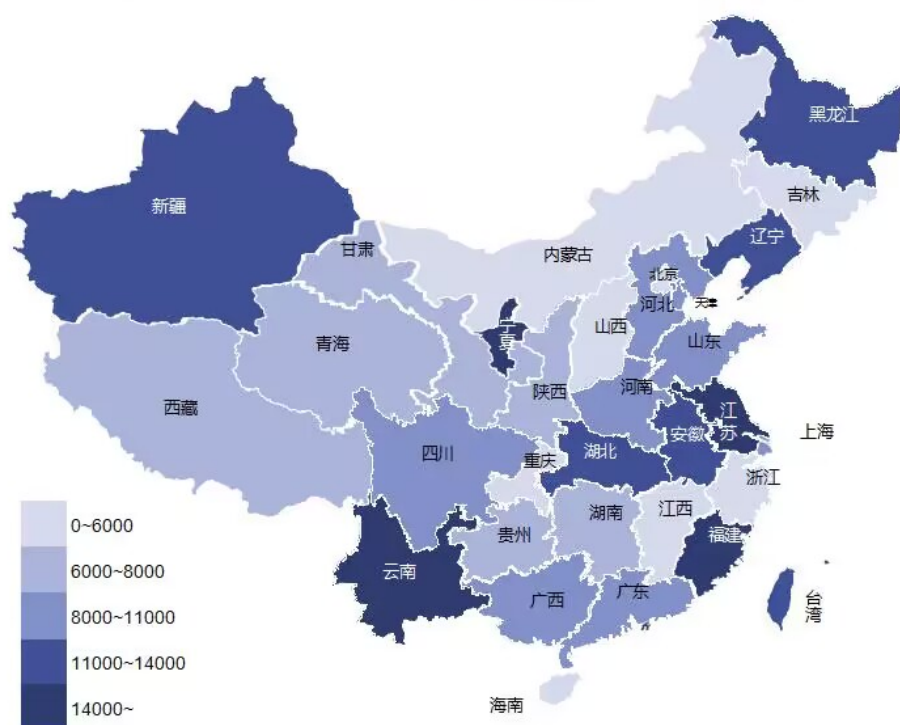 黑龙江
吉林
辽宁
新疆
甘肃
内蒙古
北京
天津
河北
山西
宁
夏
山东
青海
陕西
河南
西藏
江
苏
上海
安徽
四川
重庆
湖北
浙江
江西
湖南
贵州
福建
云南
广西
广东
台
湾
海南
0~6000
6000~8000
8000~11000
11000~14000
14000~